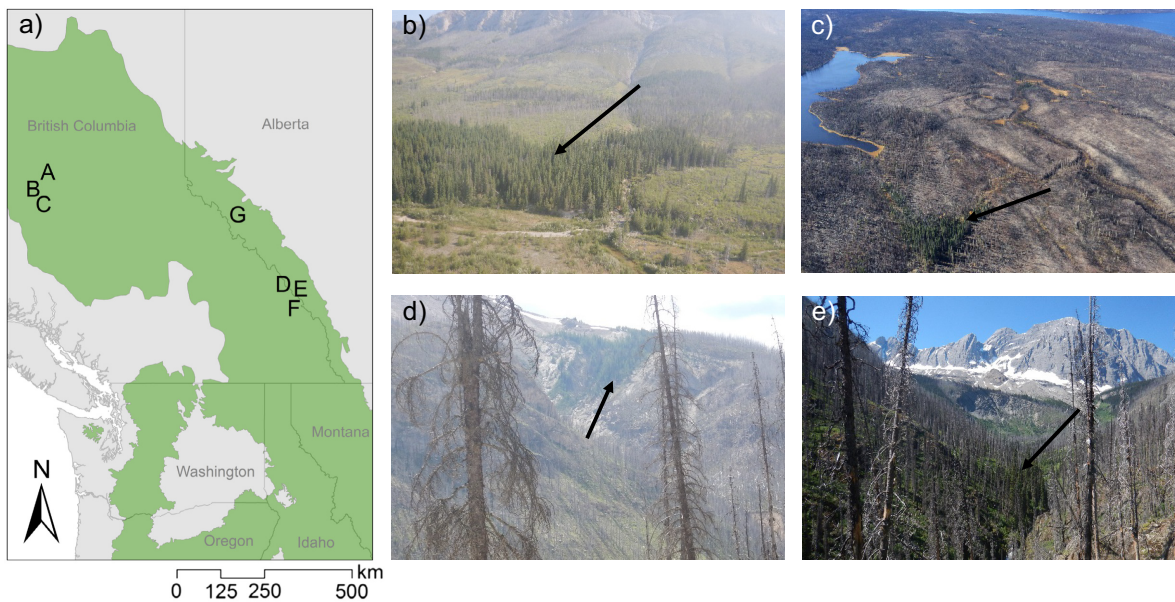 a)
British Columbia
Alberta
A
B
C
G
D E
F
Montana
Washington
Oregon
Idaho
N
km
0 125 250 500
b)
c)
d)
e)